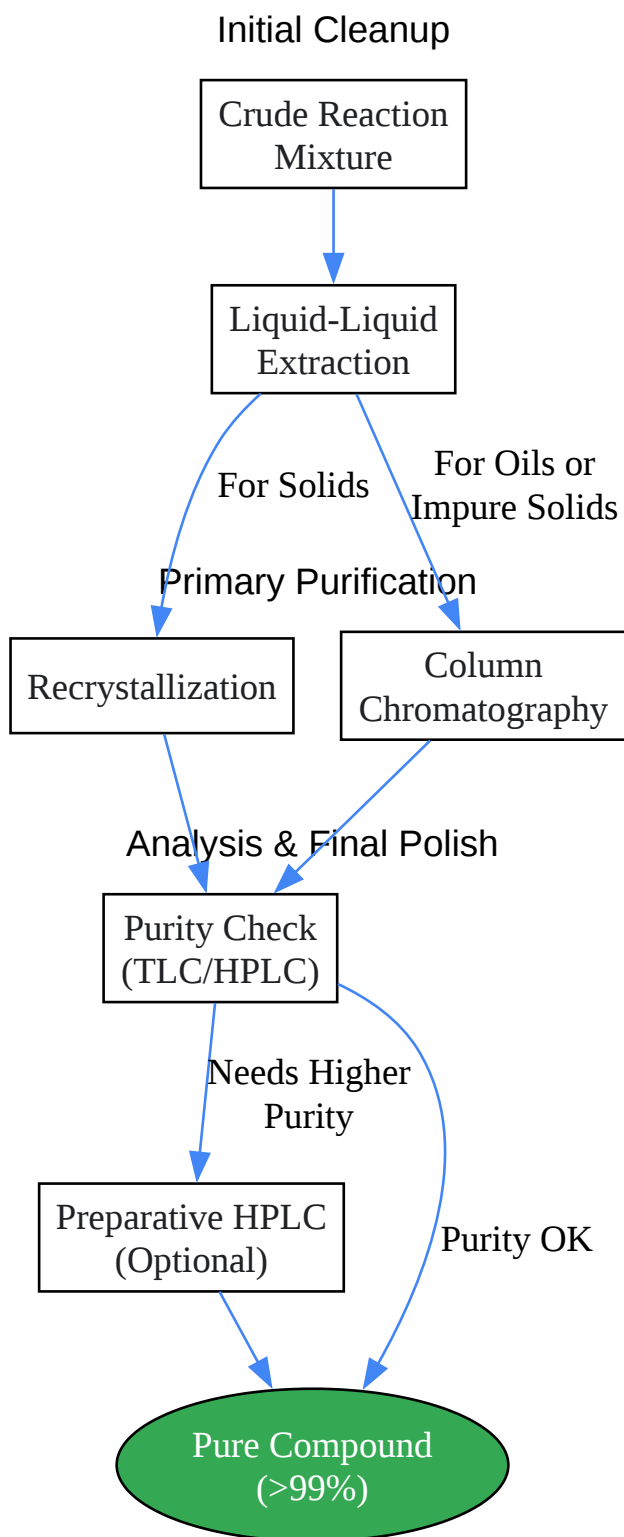 Initial Cleanup
Crude Reaction
Mixture
Liquid-Liquid
Extraction
For Solids
For Oils or
Impure Solids
Primary Purification
Recrystallization
Column
Chromatography
Analysis & Final Polish
Purity Check
(TLC/HPLC)
Needs Higher
Purity
Preparative HPLC
(Optional)
Purity OK
Pure Compound
(>99%)